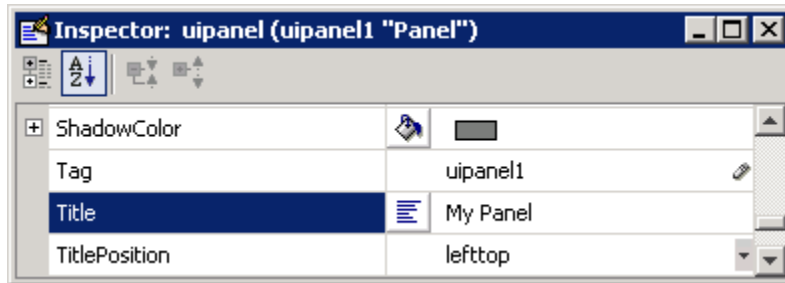 Inspector: uipanel (uipanel1 "Panel")
ShadowColor
Tag uipanel1
Title My Panel
TitlePosition lefttop